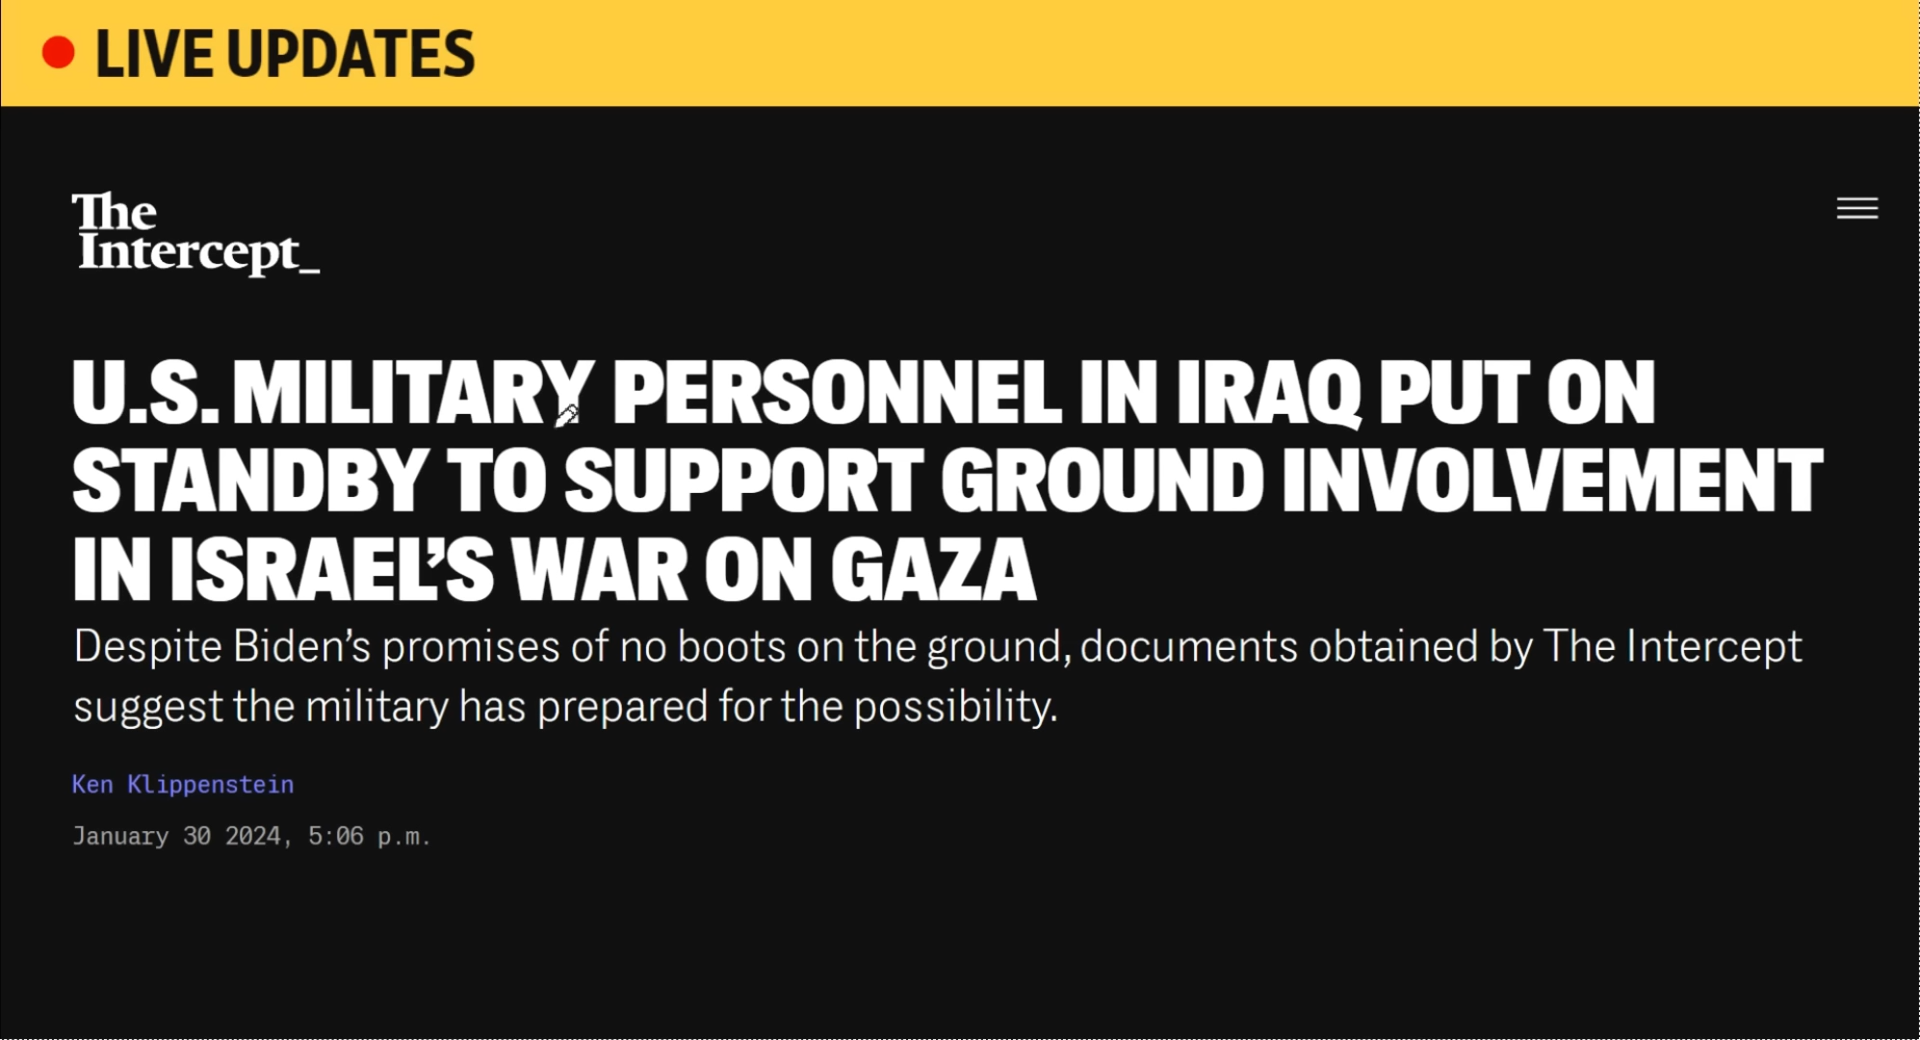 LIVE UPDATES
The
Intercept_
U.S. MILITARY PERSONNEL IN IRAQ PUT ON
STANDBY TO SUPPORT GROUND INVOLVEMENT
IN ISRAEL’S WAR ON GAZA
Despite Biden’s promises of no boots on the ground, documents obtained by The Intercept
suggest the military has prepared for the possibility.
Ken Klippenstein
January 30 2024, 5:06 p.m.